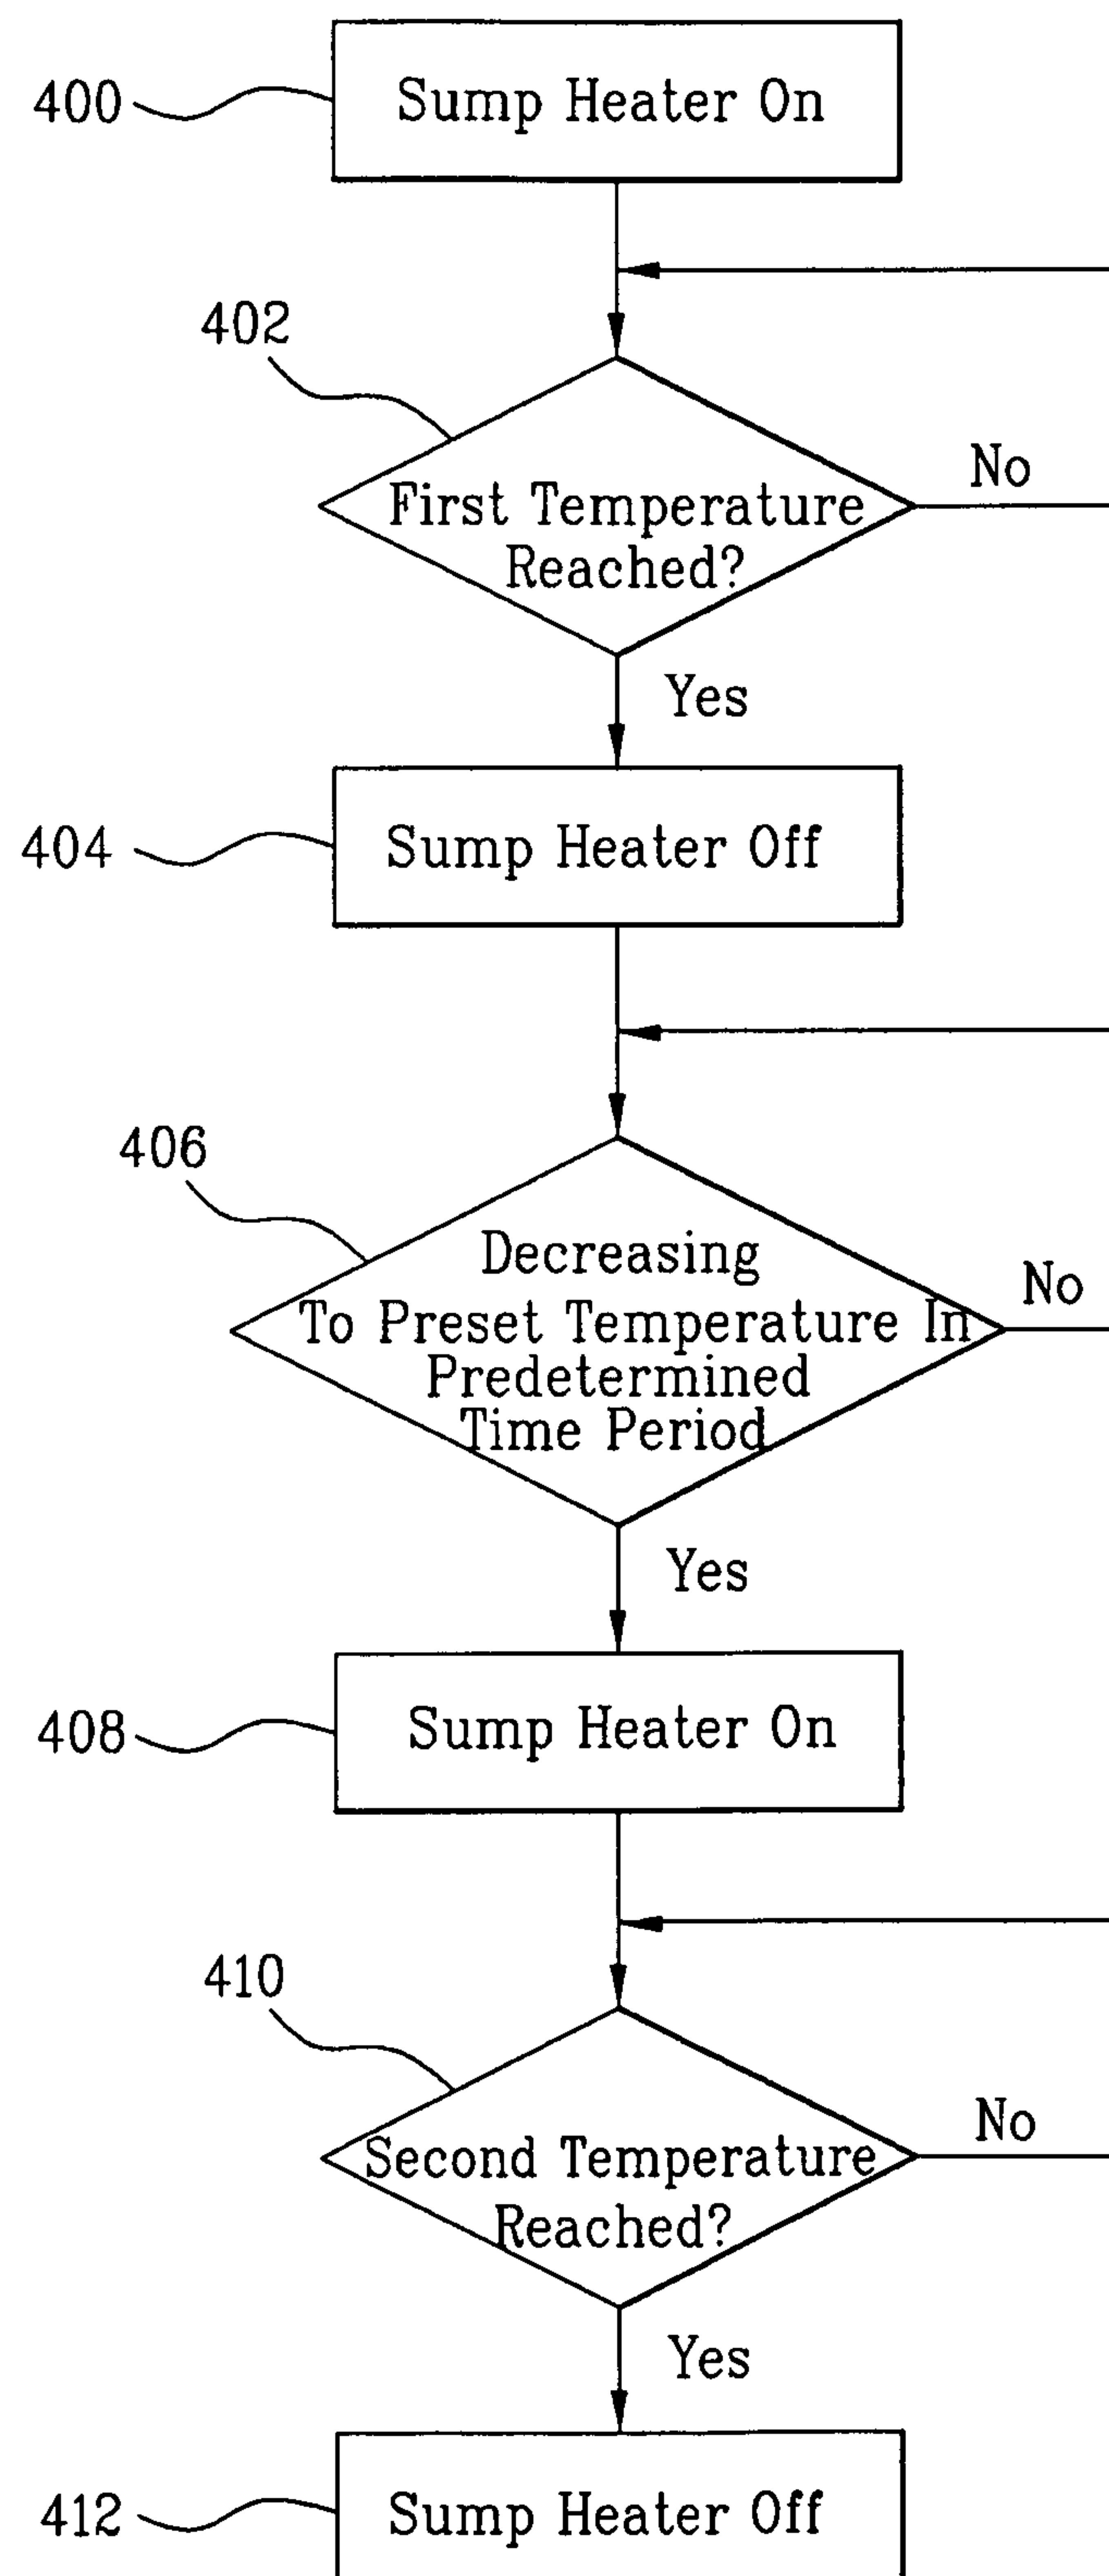 400
Sump Heater On
402
No
First Temperature
Reached?
Yes
404
Sump Heater Off
406
Decreasing
No
To Preset Temperature In
Predetermined
Time Period
Yes
408
Sump Heater On
410
No
Second Temperature
Reached?
Yes
412
Sump Heater Off